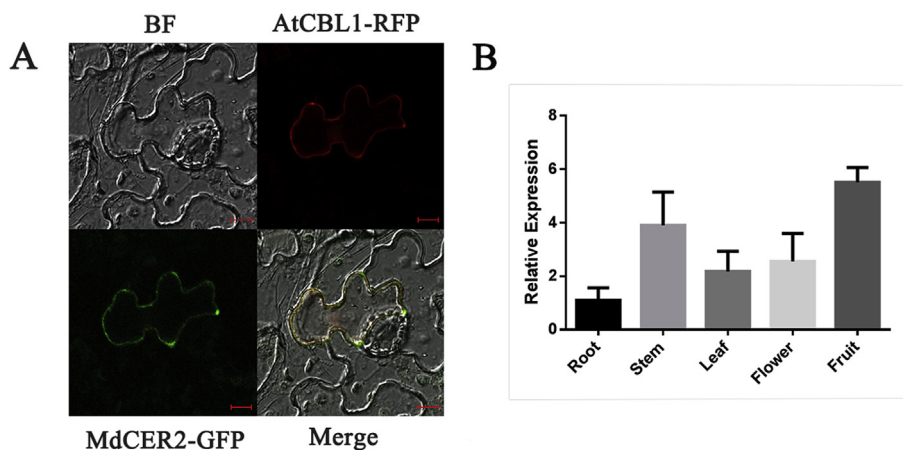 A
BF
AtCBL1-RFP
MdCER2-GFP
Merge
B
Relative Expression
8
6
4
2
0
Root
Stem
Leaf
Flower
Fruit